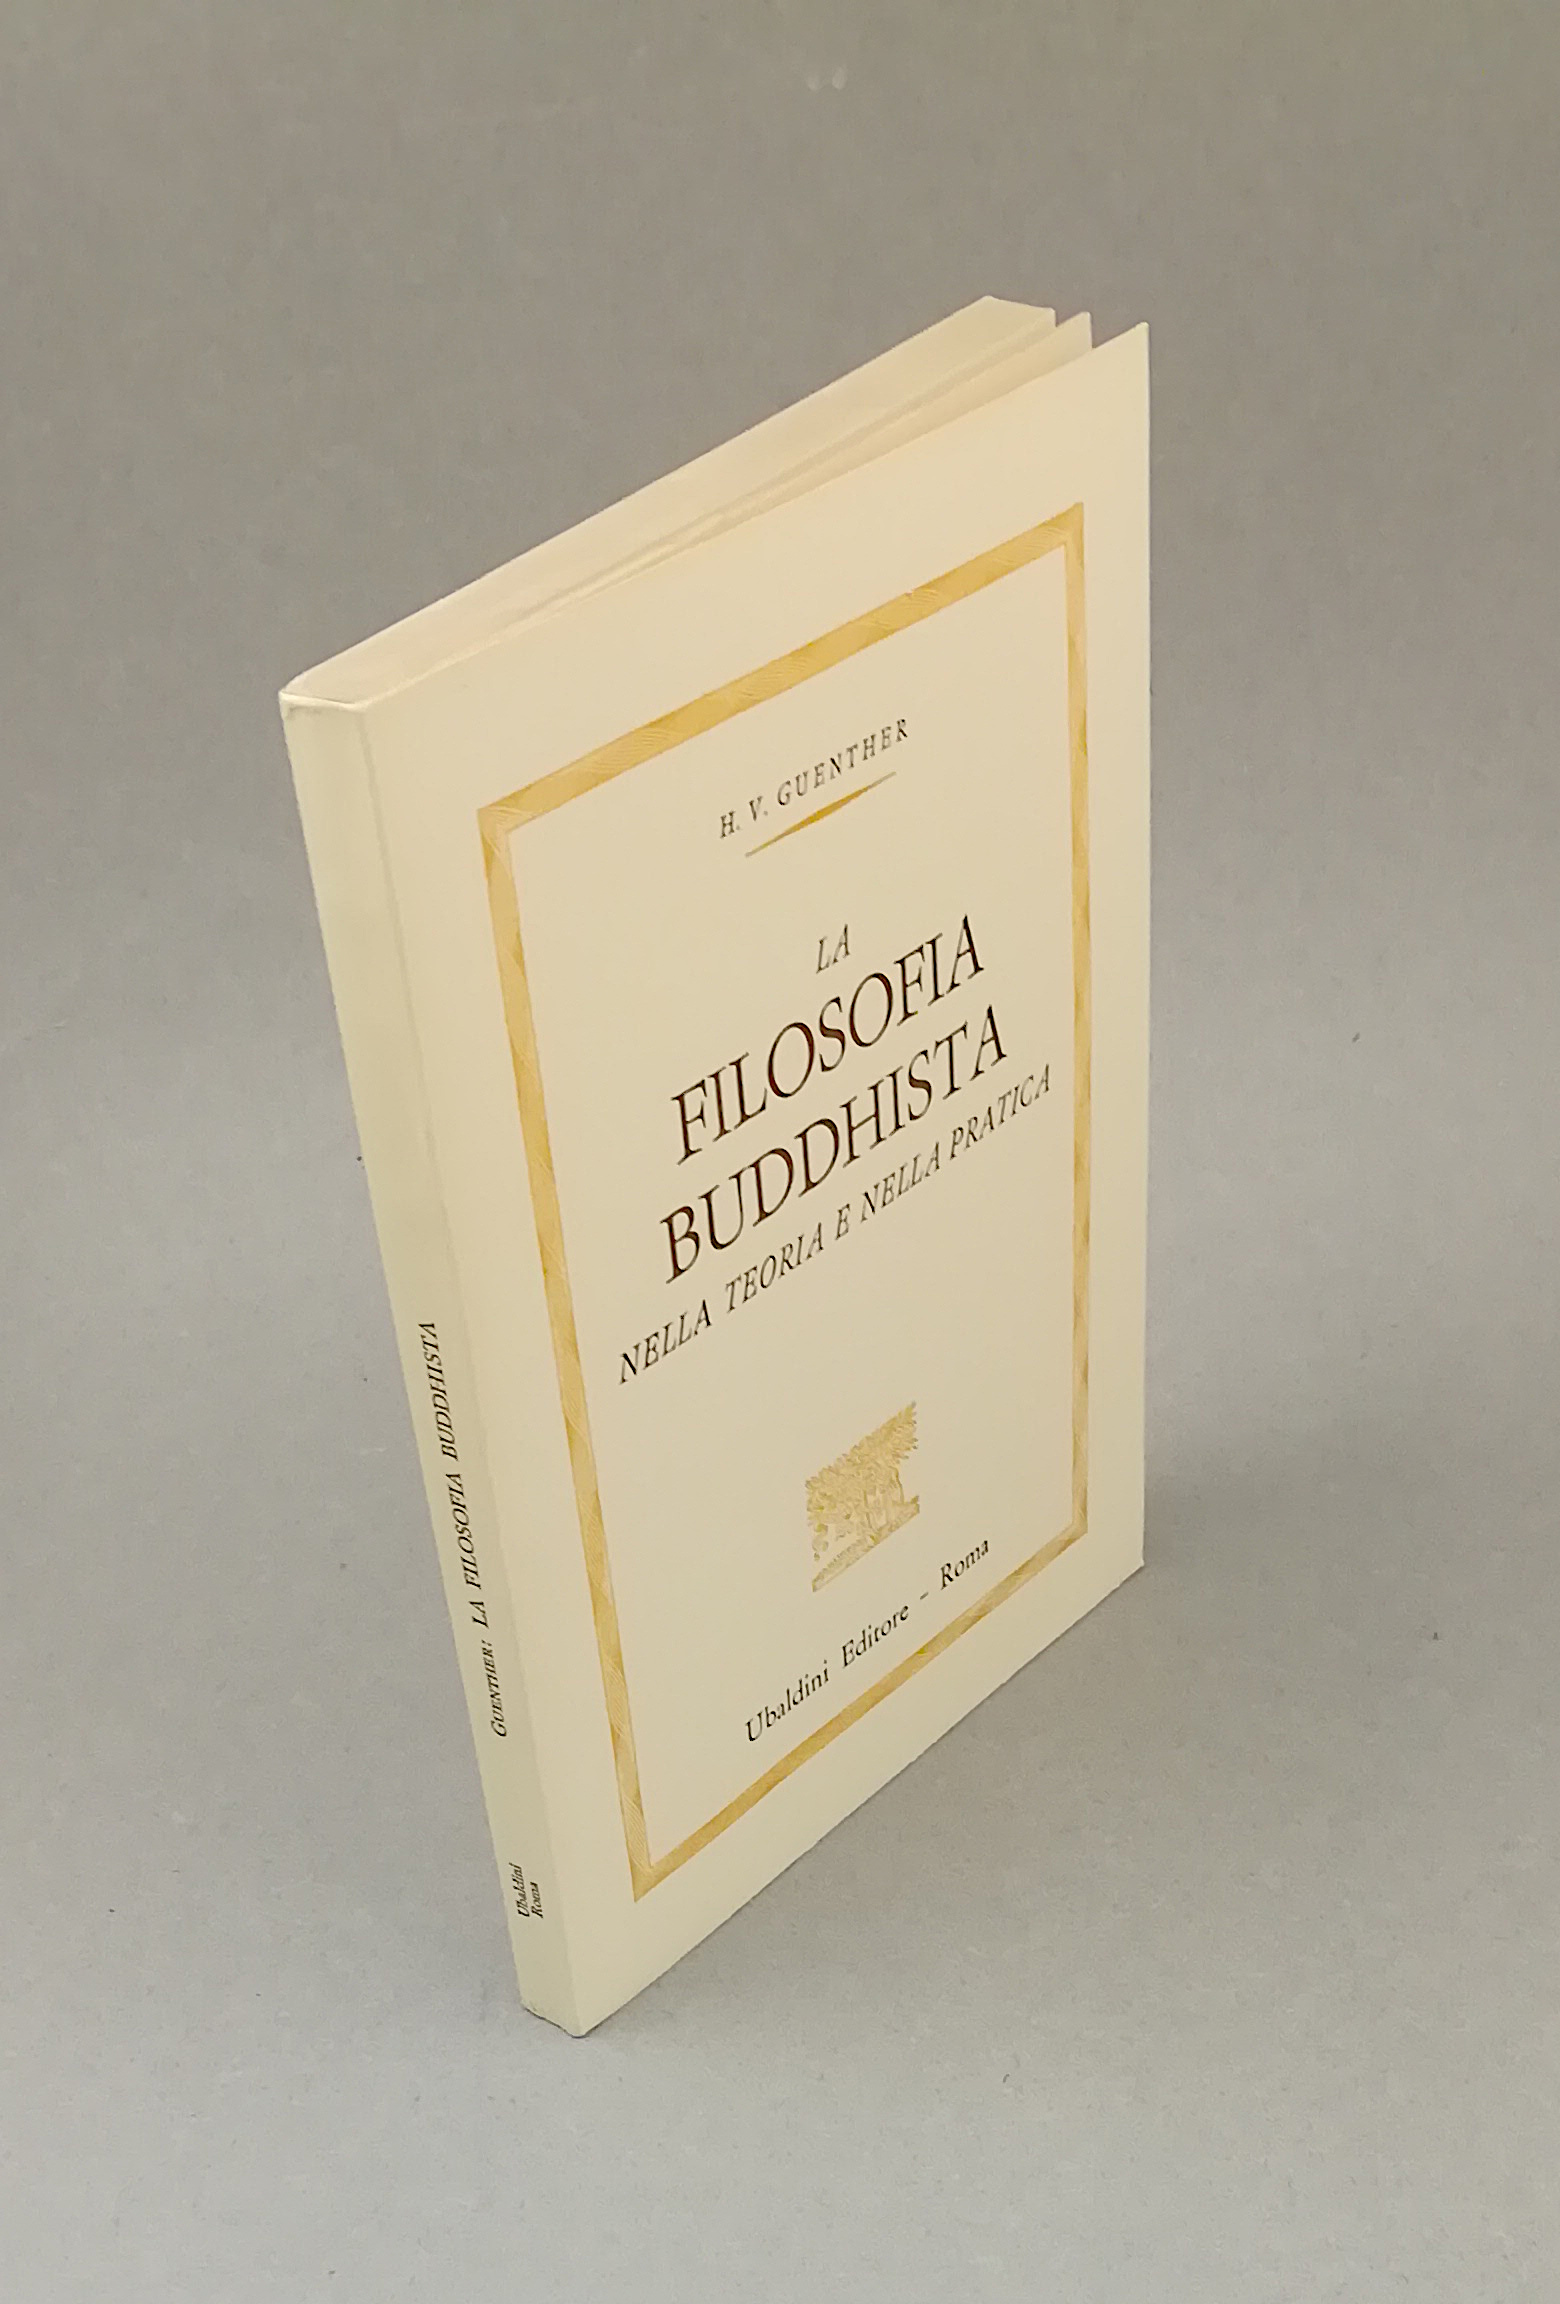 H. V. GUENTHER
LA
FILOSOFIA
BUDDHISTA
NELLA TEORIA E NELLA PRATICA
Ubaldini Editore - Roma
GUENTHER: LA FILOSOFIA BUDDHISTA
Ubaldini
Roma